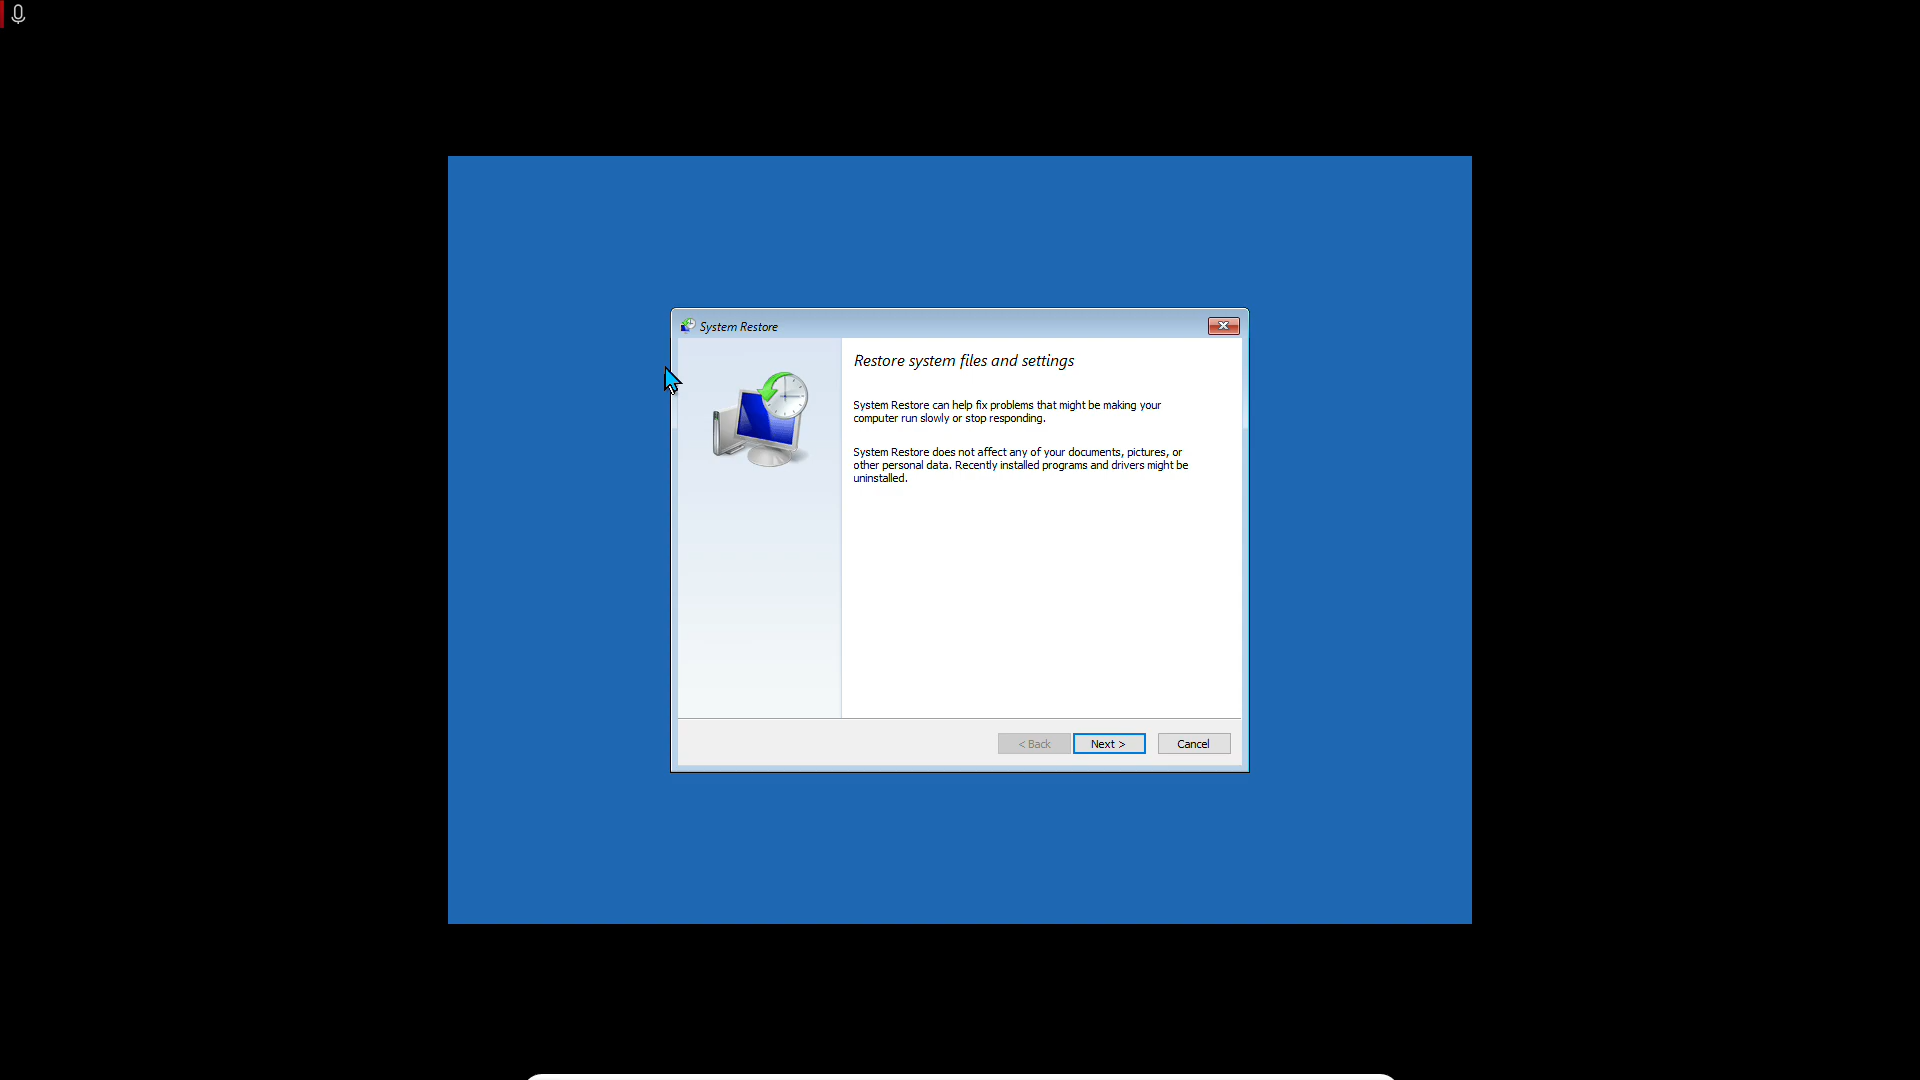 System Restore
Restore system files and settings
System Restore can help fix problems that might be making your
computer run slowly or stop responding.
System Restore does not affect any of your documents, pictures, or
other personal data. Recently installed programs and drivers might be
uninstalled.
< Back
Next >
Cancel